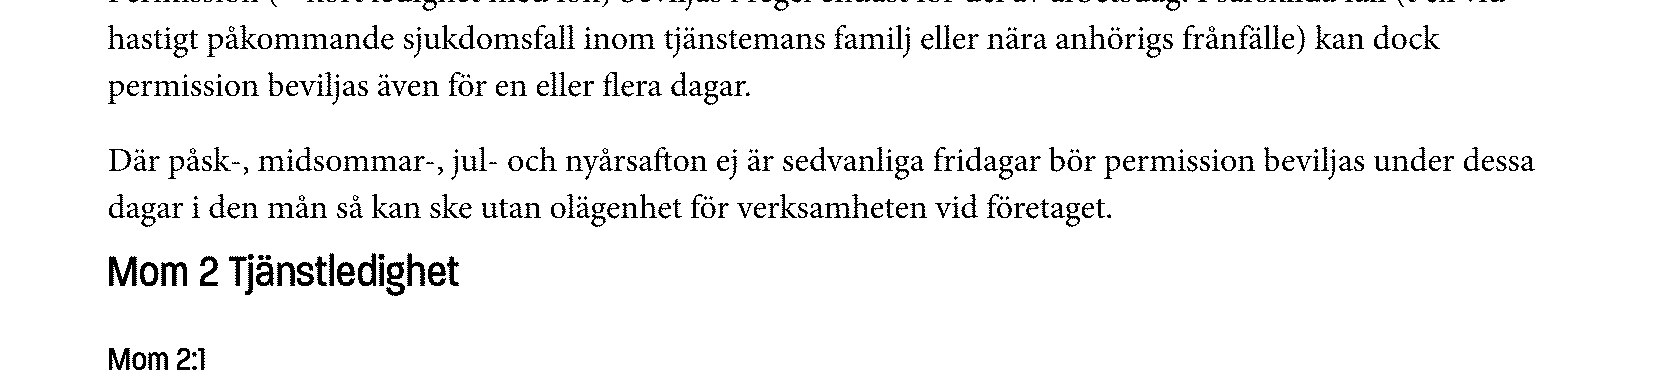 hastigt påkommande sjukdomsfall inom tjänstemans familj eller nära anhörigs frånfälle) kan dock
permission beviljas även för en eller flera dagar.
Där påsk-, midsommar-, jul- och nyårsafton ej är sedvanliga fridagar bör permission beviljas under dessa
dagar i den mån så kan ske utan olägenhet för verksamheten vid företaget.
Mom 2 Tjänstledighet
Mom 2:1